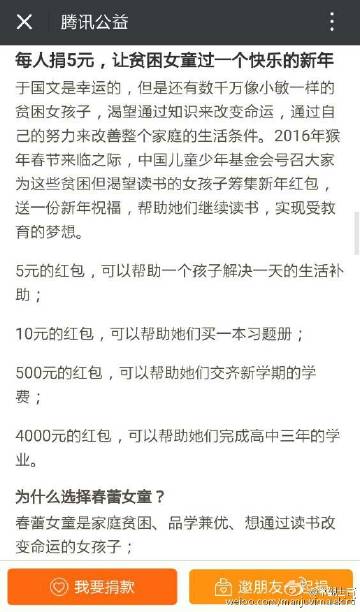 腾讯公益
每人捐5元，让贫困女童过一个快乐的新年
于国文是幸运的，但是还有数千万像小敏一样的
贫困女孩子，渴望通过知识来改变命运，通过自
己的努力来改善整个家庭的生活条件。2016年猴
年春节来临之际，中国儿童少年基金会号召大家
为这些贫困但渴望读书的女孩子筹集新年红包，
送一份新年祝福，帮助她们继续读书，实现受教
育的梦想。
5元的红包，可以帮助一个孩子解决一天的生活补
助；
10元的红包，可以帮助她们买一本习题册；
500元的红包，可以帮助她们交齐新学期的学
费；
4000元的红包，可以帮助她们完成高中三年的学
业。
为什么选择春蕾女童？
春蕾女童是家庭贫困、品学兼优、想通过读书改
变命运的女孩子；
我要捐款
邀朋友一起捐